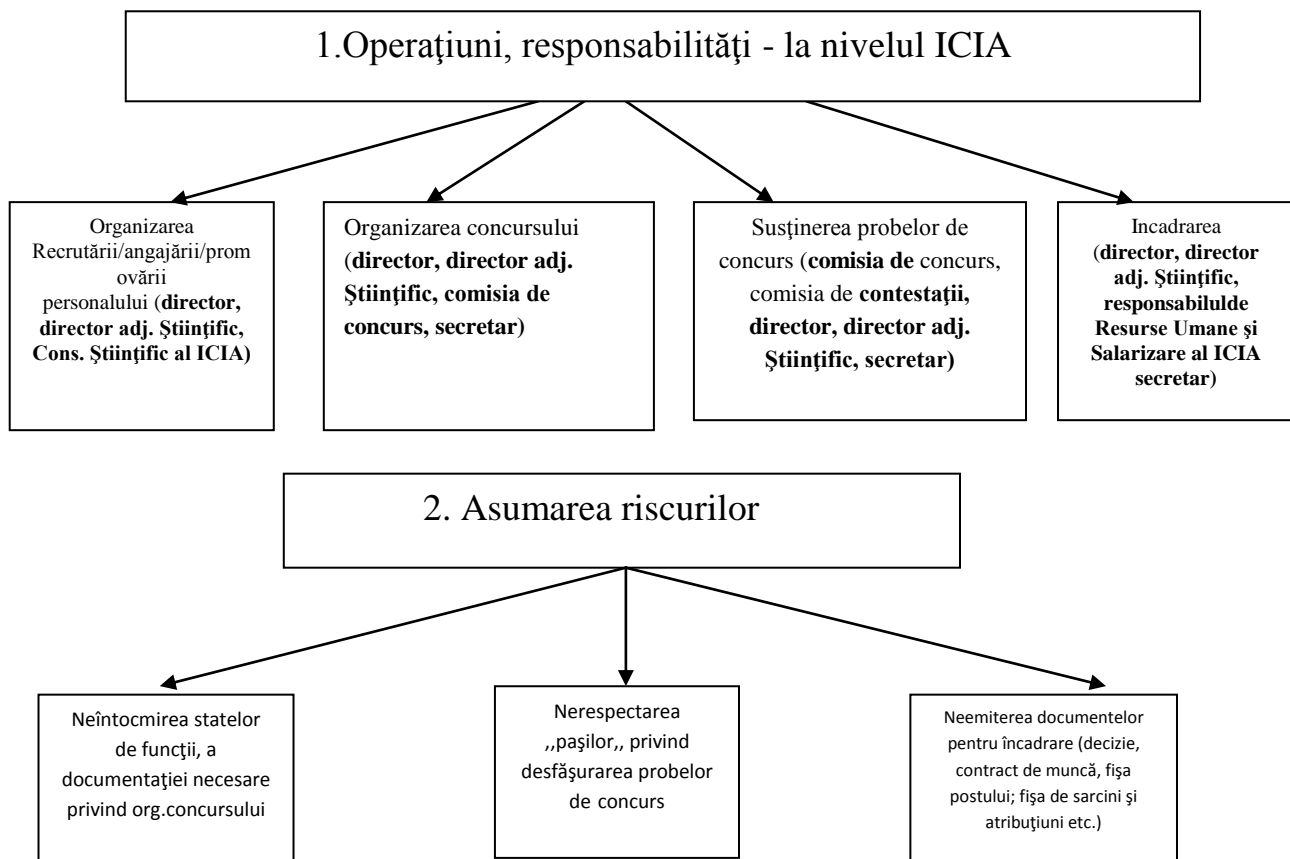 1.Operaţiuni, responsabilităţi - la nivelul ICIA
Organizarea
Recrutării/angajării/prom
ovării
personalului (director,
director adj. Ştiinţific,
Cons. Ştiinţific al ICIA)
Organizarea concursului
(director, director adj.
Ştiinţific, comisia de
concurs, secretar)
Susţinerea probelor de
concurs (comisia de concurs,
comisia de contestaţii,
director, director adj.
Ştiinţific, secretar)
Incadrarea
(director, director
adj. Ştiinţific,
responsabilulde
Resurse Umane şi
Salarizare al ICIA
secretar)
2. Asumarea riscurilor
Neîntocmirea statelor
de funcţii, a
documentaţiei necesare
privind org.concursului
Nerespectarea
,,paşilor,, privind
desfăşurarea probelor
de concurs
Neemiterea documentelor
pentru încadrare (decizie,
contract de muncă, fişa
postului; fişa de sarcini şi
atribuţiuni etc.)